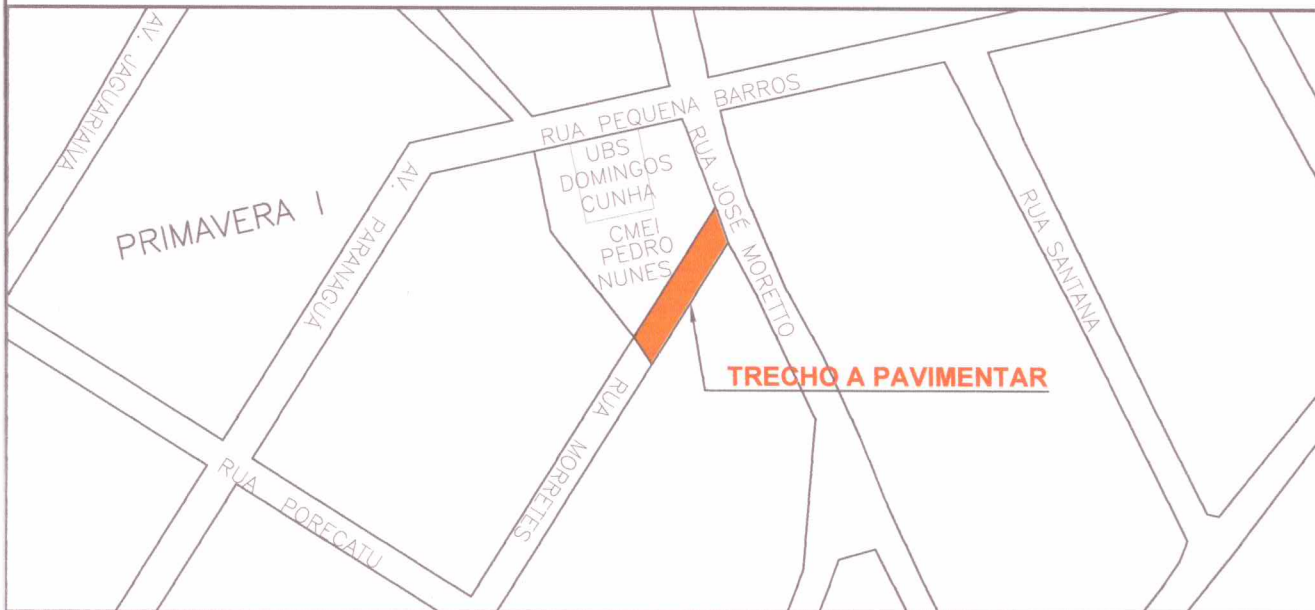 AV. JAGUARIAIVA
PRIMAVERA I
AV. PARANAGUÁ
RUA PEQUENA BARROS
UBS
DOMINGOS
CUNHA
CMEI
PEDRO
NUNES
RUA JOSÉ MORETTO
RUA SANTANA
TRECHO A PAVIMENTAR
RUA MORRETES
RUA PORECATU